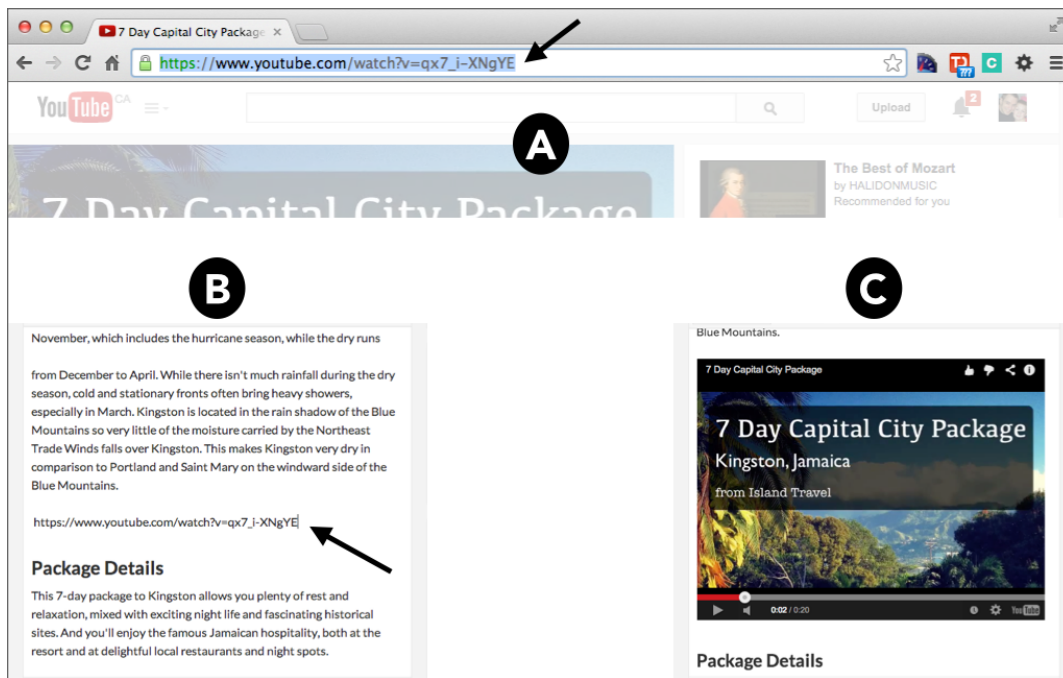 7 Day Capital City Package
https://www.youtube.com/watch?v=qx7_i-XNgYE
777
C
YouTube CA
Upload
2
A
7 Day Capital City Package
The Best of Mozart
by HALIDONMUSIC
Recommended for you
B
November, which includes the hurricane season, while the dry runs
from December to April. While there isn't much rainfall during the dry
season, cold and stationary fronts often bring heavy showers,
especially in March. Kingston is located in the rain shadow of the Blue
Mountains so very little of the moisture carried by the Northeast
Trade Winds falls over Kingston. This makes Kingston very dry in
comparison to Portland and Saint Mary on the windward side of the
Blue Mountains.
https://www.youtube.com/watch?v=qx7_i-XNgYE
Package Details
This 7-day package to Kingston allows you plenty of rest and
relaxation, mixed with exciting night life and fascinating historical
sites. And you'll enjoy the famous Jamaican hospitality, both at the
resort and at delightful local restaurants and night spots.
C
Blue Mountains.
7 Day Capital City Package
7 Day Capital City Package
Kingston, Jamaica
from Island Travel
0:02 / 0:20
YouTube
Package Details